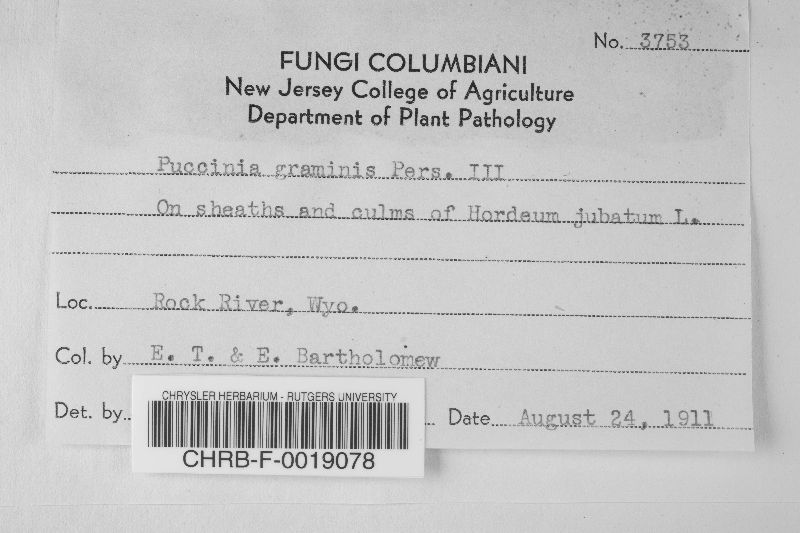 No. 3753
FUNGI COLUMBIANI
New Jersey College of Agriculture
Department of Plant Pathology
Puccinia graminis Pers. III
On sheaths and culms of Hordeum jubatum L.
Loc. Rock River, Wyo.
Col. by E. T. & E. Bartholomew
Det. by
Date August 24, 1911
CHRYSLER HERBARIUM - RUTGERS UNIVERSITY
CHRB-F-0019078